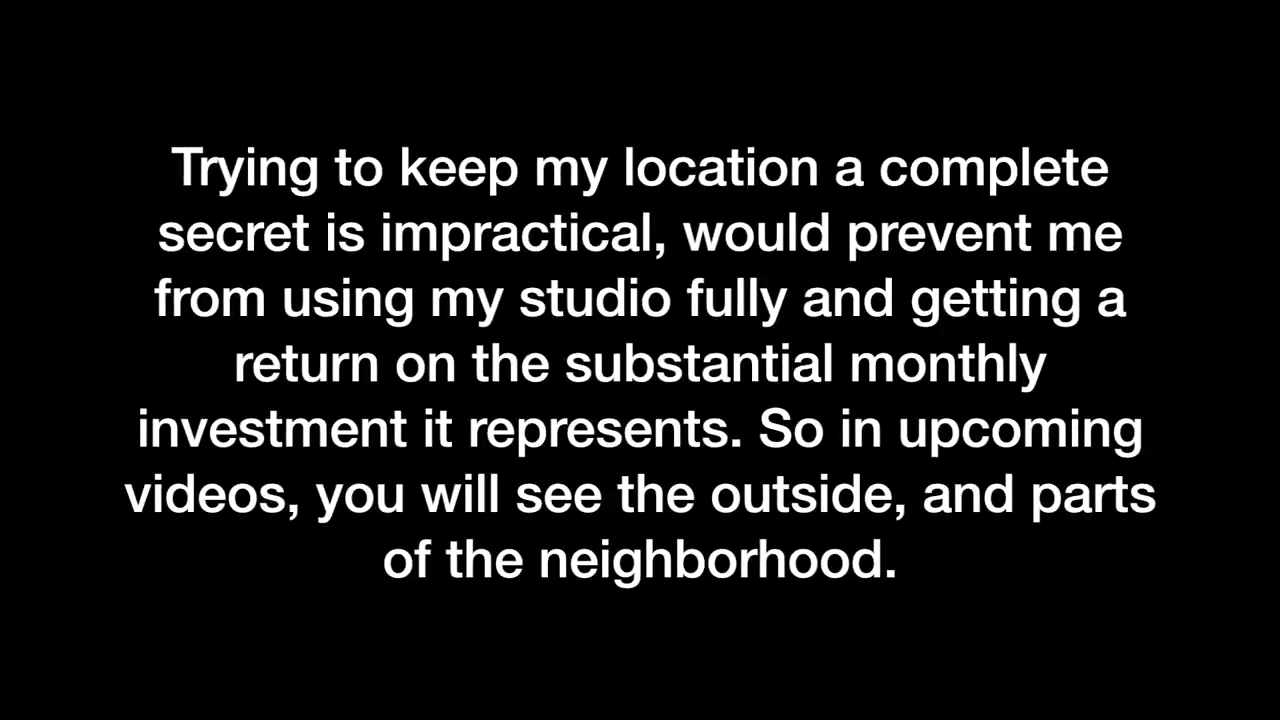 Trying to keep my location a complete
secret is impractical, would prevent me
from using my studio fully and getting a
return on the substantial monthly
investment it represents. So in upcoming
videos, you will see the outside, and parts
of the neighborhood.